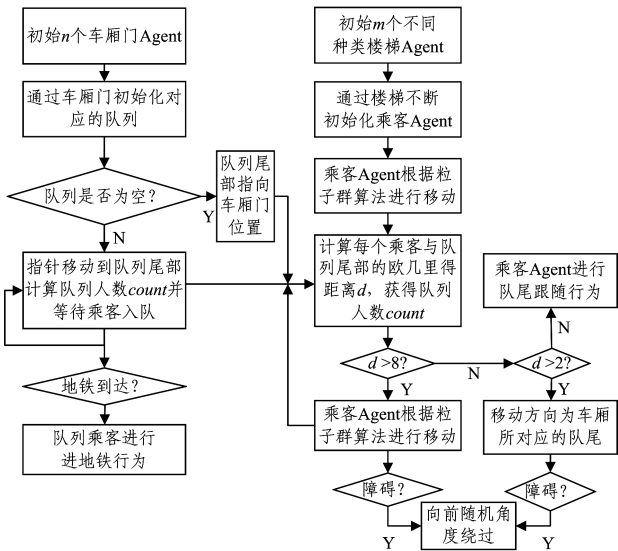 初始n个车厢门Agent
通过车厢门初始化对
应的队列
队列是否为空?
Y
N
队列尾
部指向
车厢门
位置
指针移动到队列尾部
计算队列人数count并
等待乘客入队
地铁到达?
队列乘客进行
进地铁行为
初始m个不同
种类楼梯Agent
通过楼梯不断
初始化乘客Agent
乘客Agent根据粒
子群算法进行移动
计算每个乘客与队
列尾部的欧几里得
距离d，获得队列
人数count
d >8?
N
Y
乘客Agent根据粒
子群算法进行移动
障碍?
Y
向前随机角
度绕过
乘客Agent进行
队尾跟随行为
N
d >2?
Y
移动方向为车厢
所对应的队尾
障碍?
Y